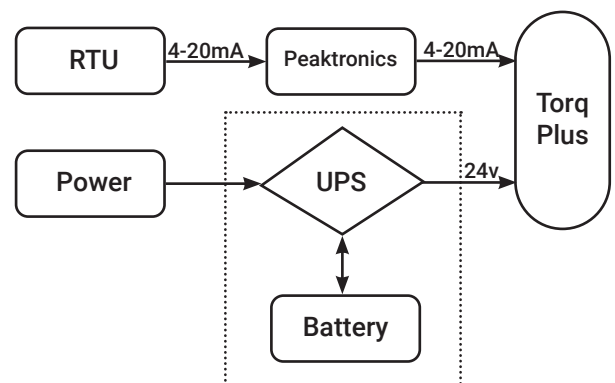 RTU
4-20mA
Peaktronics
4-20mA
Torq
Plus
Power
UPS
24v
Battery